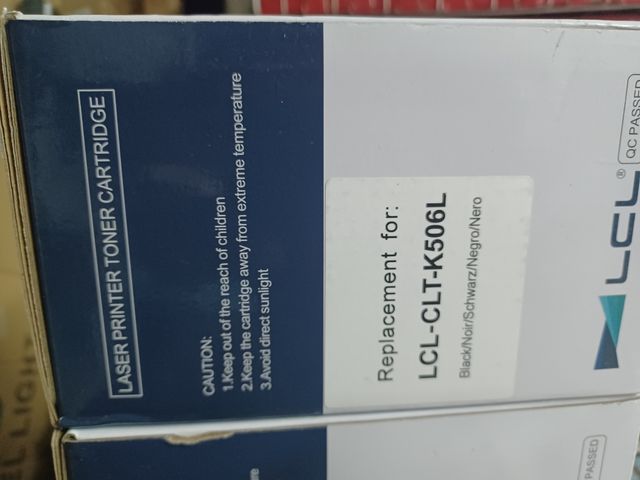 LASER PRINTER TONER CARTRIDGE
CAUTION:
1.Keep out of the reach of children
2.Keep the cartridge away from extreme temperature
3.Avoid direct sunlight
Replacement for:
LCL-CLT-K506L
Black/Noir/Schwarz/Negro/Nero
LCL®
QC PASSED
PASSED